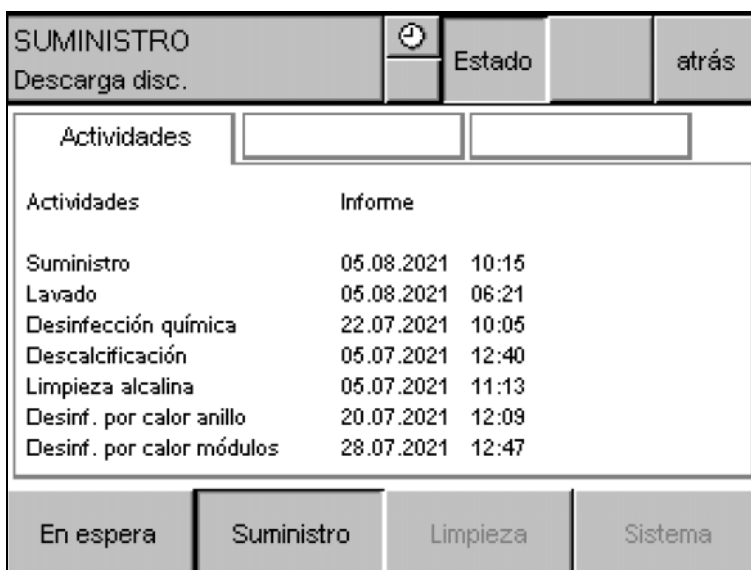 SUMINISTRO
Descarga disc.
Estado
atrás
Actividades
Actividades Informe
Suministro 05.08.2021 10:15
Lavado 05.08.2021 06:21
Desinfección química 22.07.2021 10:05
Descalcificación 05.07.2021 12:40
Limpieza alcalina 05.07.2021 11:13
Desinf. por calor anillo 20.07.2021 12:09
Desinf. por calor módulos 28.07.2021 12:47
En espera Suministro Limpieza Sistema